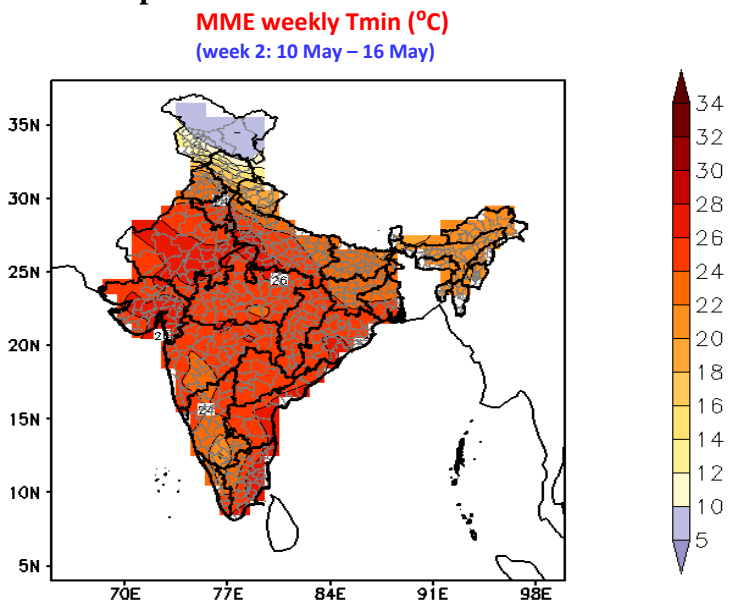 MME weekly Tmin (⁰C)
(week 2: 10 May – 16 May)
35N
30N
25N
20N
15N
10N
5N
70E
77E
84E
91E
98E
26
24
34
32
30
28
26
24
22
20
18
16
14
12
10
5